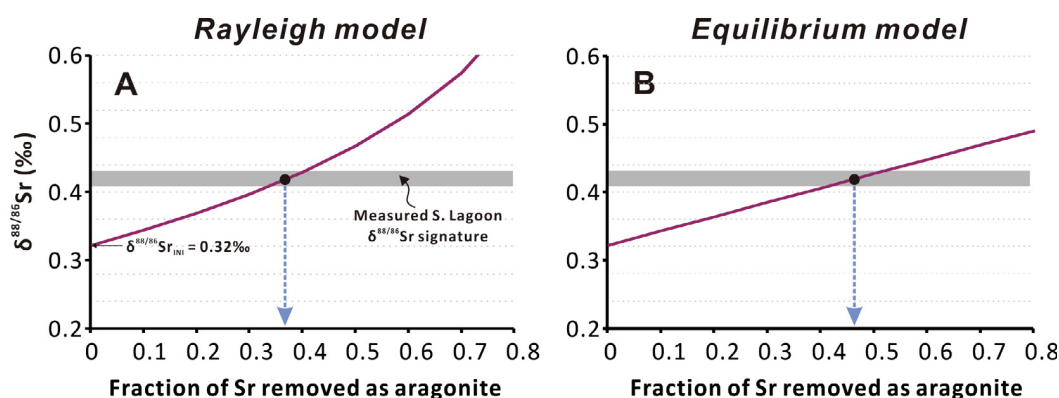 Rayleigh model
Equilibrium model
A
B
δ88/86Sr (‰)
0.6
0.5
0.4
0.3
0.2
Measured S. Lagoon
δ88/86Sr signature
δ88/86SrINI = 0.32‰
0 0.1 0.2 0.3 0.4 0.5 0.6 0.7 0.8
Fraction of Sr removed as aragonite
0.6
0.5
0.4
0.3
0.2
0 0.1 0.2 0.3 0.4 0.5 0.6 0.7 0.8
Fraction of Sr removed as aragonite